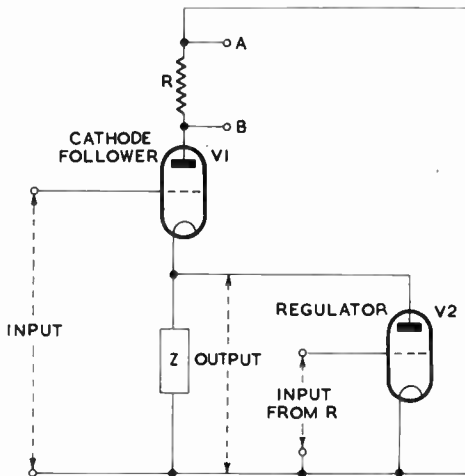 A
R
B
CATHODE
FOLLOWER
V1
REGULATOR
V2
INPUT
Z
OUTPUT
INPUT
FROM R